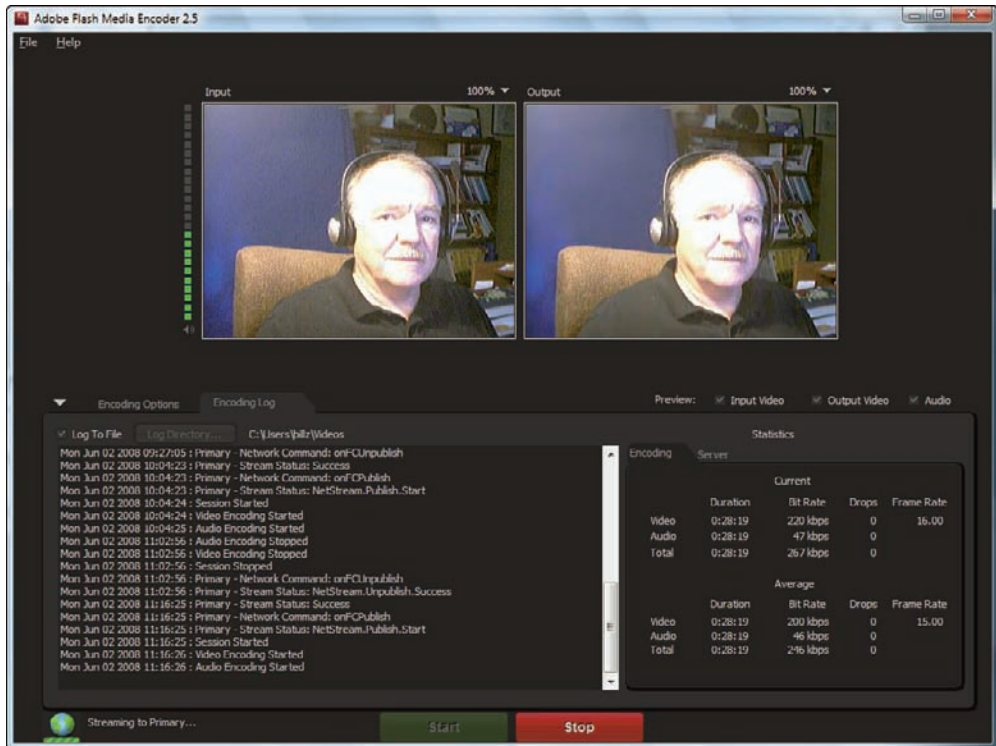 Adobe Flash Media Encoder 2.5
File Help
Input 100% Output 100%
Encoding Options Encoding Log Preview: Input Video Output Video Audio
Log To File Log Directory... C:\Users\billz\Videos
Mon Jun 02 2008 09:27:05 : Primary - Network Command: onFCUnpublish
Mon Jun 02 2008 10:04:23 : Primary - Stream Status: Success
Mon Jun 02 2008 10:04:23 : Primary - Network Command: onFCPublish
Mon Jun 02 2008 10:04:23 : Primary - Stream Status: NetStream.Publish.Start
Mon Jun 02 2008 10:04:24 : Session Started
Mon Jun 02 2008 10:04:24 : Video Encoding Started
Mon Jun 02 2008 10:04:25 : Audio Encoding Started
Mon Jun 02 2008 11:02:56 : Audio Encoding Stopped
Mon Jun 02 2008 11:02:56 : Video Encoding Stopped
Mon Jun 02 2008 11:02:56 : Session Stopped
Mon Jun 02 2008 11:02:56 : Primary - Network Command: onFCUnpublish
Mon Jun 02 2008 11:02:56 : Primary - Stream Status: NetStream.Unpublish.Success
Mon Jun 02 2008 11:16:25 : Primary - Stream Status: Success
Mon Jun 02 2008 11:16:25 : Primary - Network Command: onFCPublish
Mon Jun 02 2008 11:16:25 : Primary - Stream Status: NetStream.Publish.Start
Mon Jun 02 2008 11:16:25 : Session Started
Mon Jun 02 2008 11:16:26 : Video Encoding Started
Mon Jun 02 2008 11:16:26 : Audio Encoding Started
Statistics
Encoding Server
Current
Duration Bit Rate Drops Frame Rate
Video 0:28:19 220 kbps 0 16.00
Audio 0:28:19 47 kbps 0
Total 0:28:19 267 kbps 0
Average
Duration Bit Rate Drops Frame Rate
Video 0:28:19 200 kbps 0 15.00
Audio 0:28:19 46 kbps 0
Total 0:28:19 246 kbps 0
Streaming to Primary... Start Stop